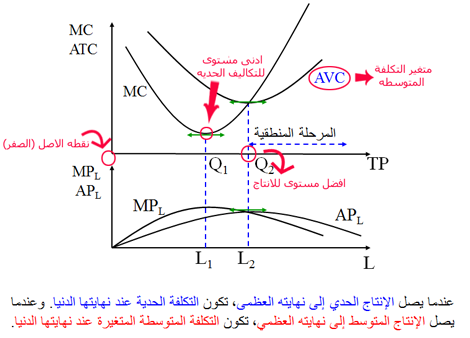 MC
ATC
MC
ادنى مستوى
للتكاليف الحديه
AVC
متغير التكلفة
المتوسطه
نقطه الاصل (الصفر)
المرحلة المنطقية
Q1
Q2
TP
افضل مستوى للانتاج
MPL
APL
MPL
APL
L1
L2
L
عندما يصل الإنتاج الحدي إلى نهايته العظمى، تكون التكلفة الحدية عند نهايتها الدنيا. وعندما
يصل الإنتاج المتوسط إلى نهايته العظمي، تكون التكلفة المتوسطة المتغيرة عند نهايتها الدنيا.